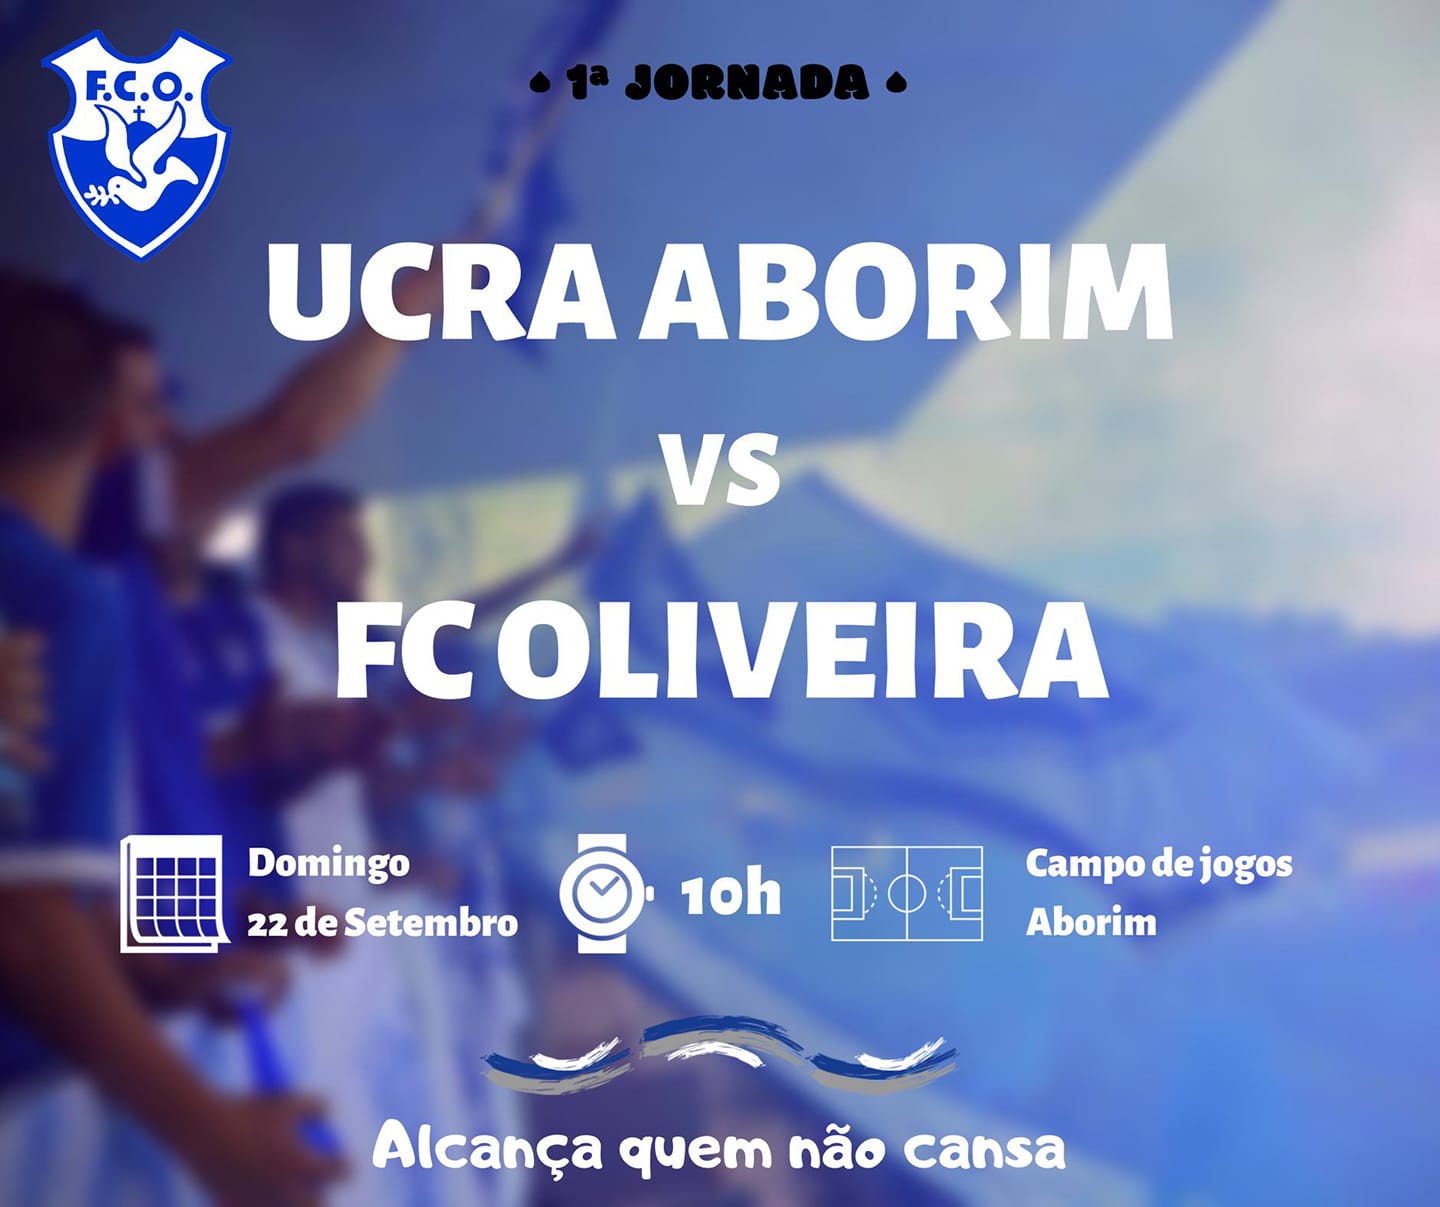 F.C.O.
1ª JORNADA
UCRA ABORIM
VS
FC OLIVEIRA
Domingo
22 de Setembro
10h
Campo de jogos
Aborim
Alcança quem não cansa